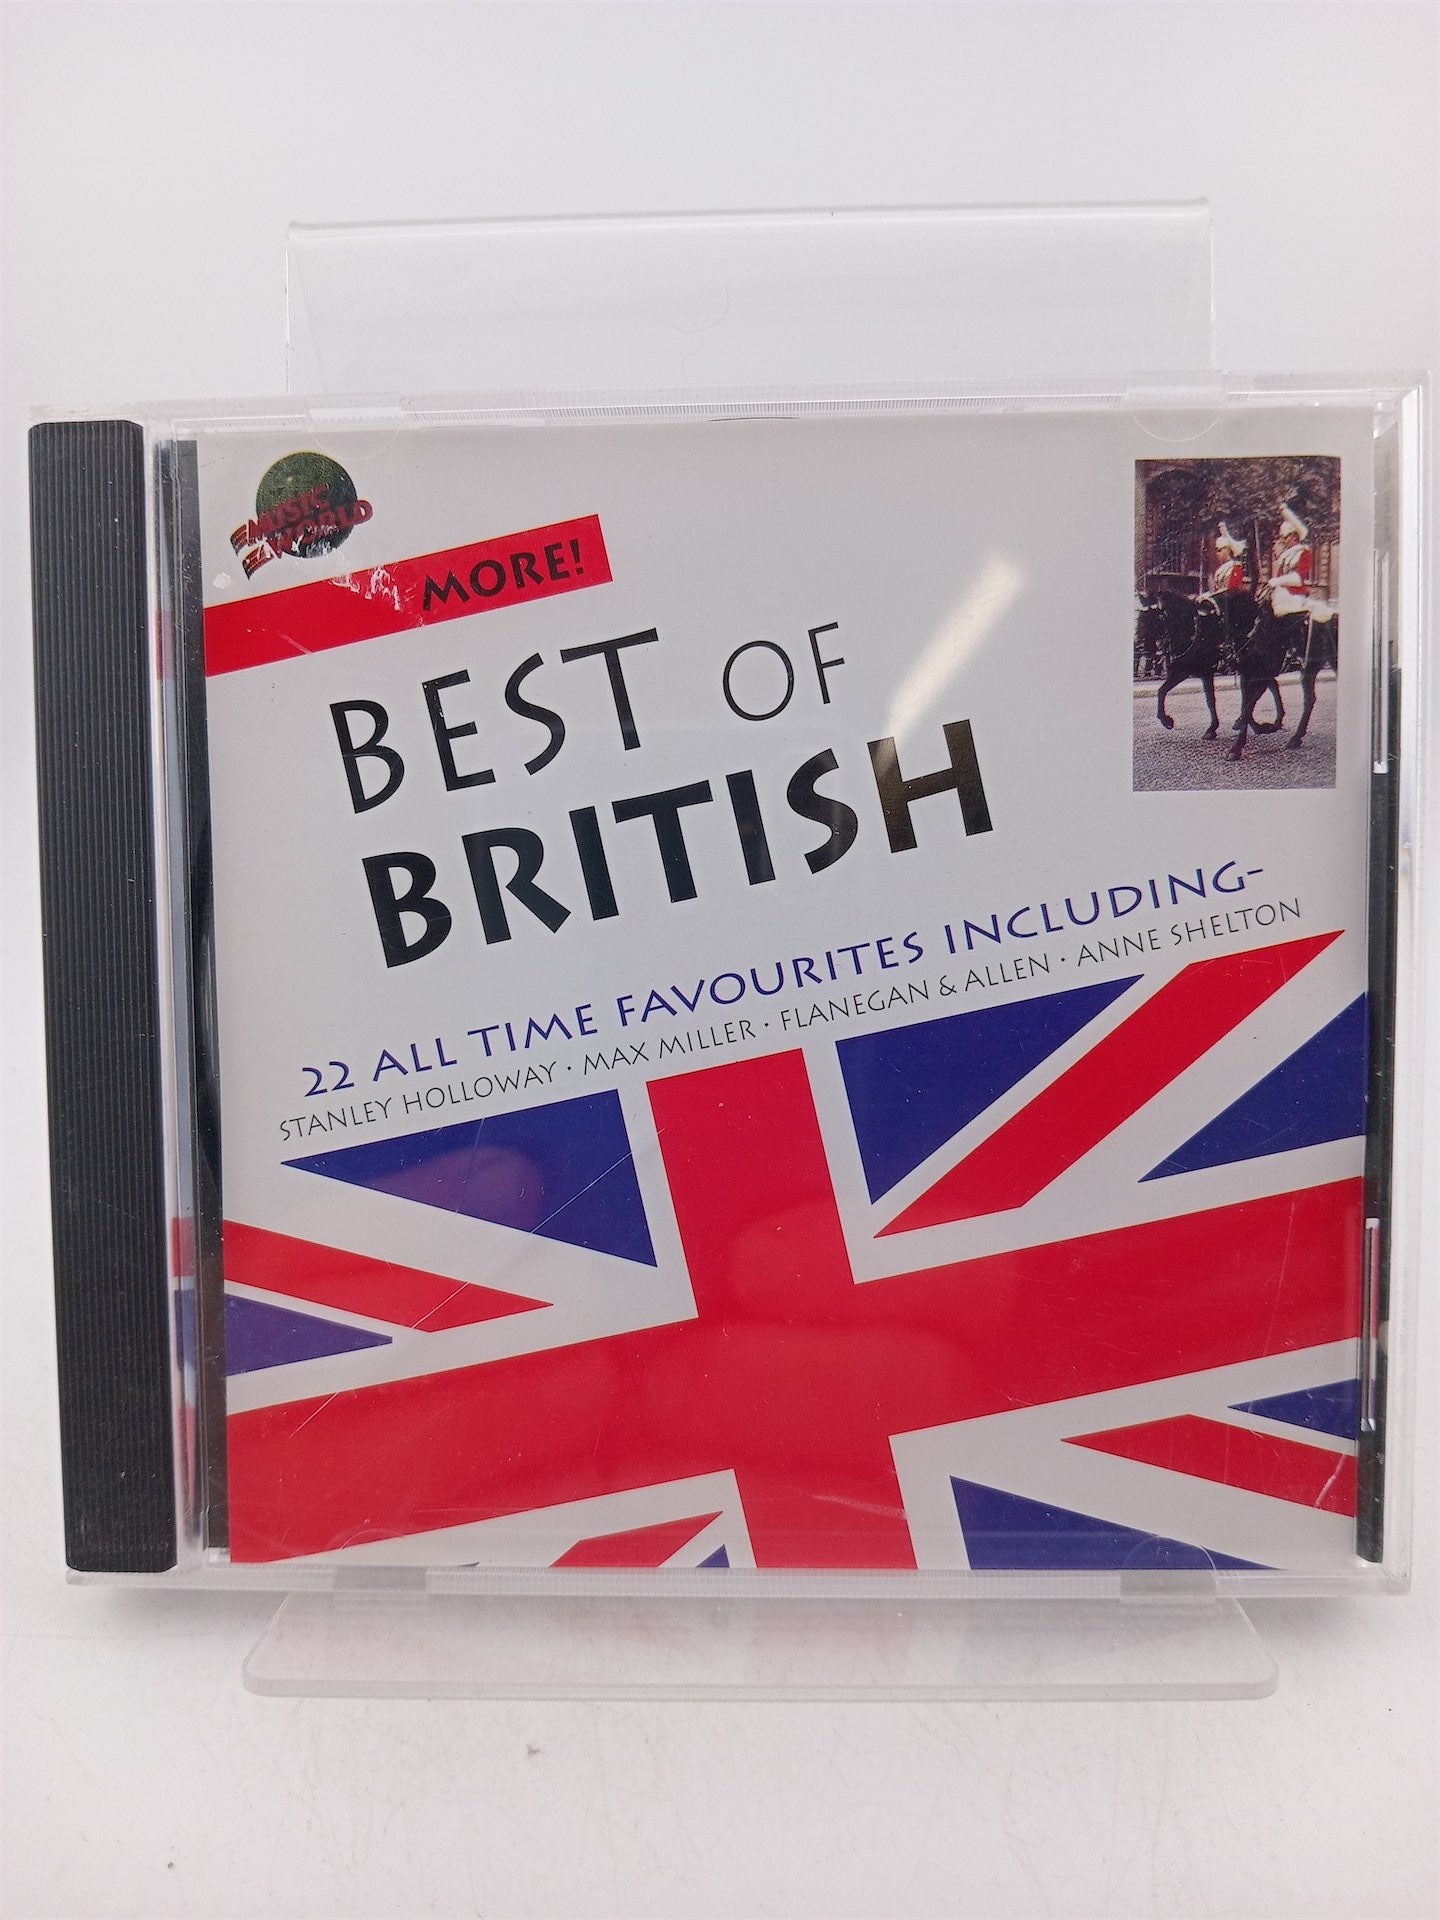 MUSIC
WORLD
MORE!
BEST OF
BRITISH
22 ALL TIME FAVOURITES INCLUDING-
STANLEY HOLLOWAY · MAX MILLER · FLANEGAN & ALLEN · ANNE SHELTON